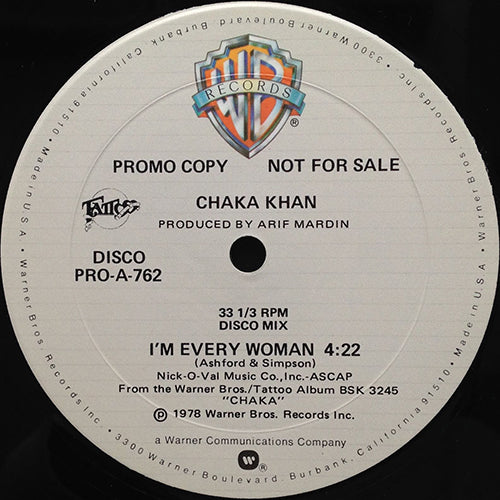 3300 Warner Boulevard, Burbank, California 91510 • Made in U.S.A. • Warner Bros. Records Inc. • 3300 Warner Boulevard, Burbank, California 91510 • Made in U.S.A. • Warner Bros. Records Inc. •
WB
RECORDS
®
PROMO COPY NOT FOR SALE
Tattoo
CHAKA KHAN
PRODUCED BY ARIF MARDIN
DISCO
PRO-A-762
33 1/3 RPM
DISCO MIX
I'M EVERY WOMAN 4:22
(Ashford & Simpson)
Nick-O-Val Music Co.,Inc.-ASCAP
From the Warner Bros./Tattoo Album BSK 3245
"CHAKA"
℗ 1978 Warner Bros. Records Inc.
a Warner Communications Company
®